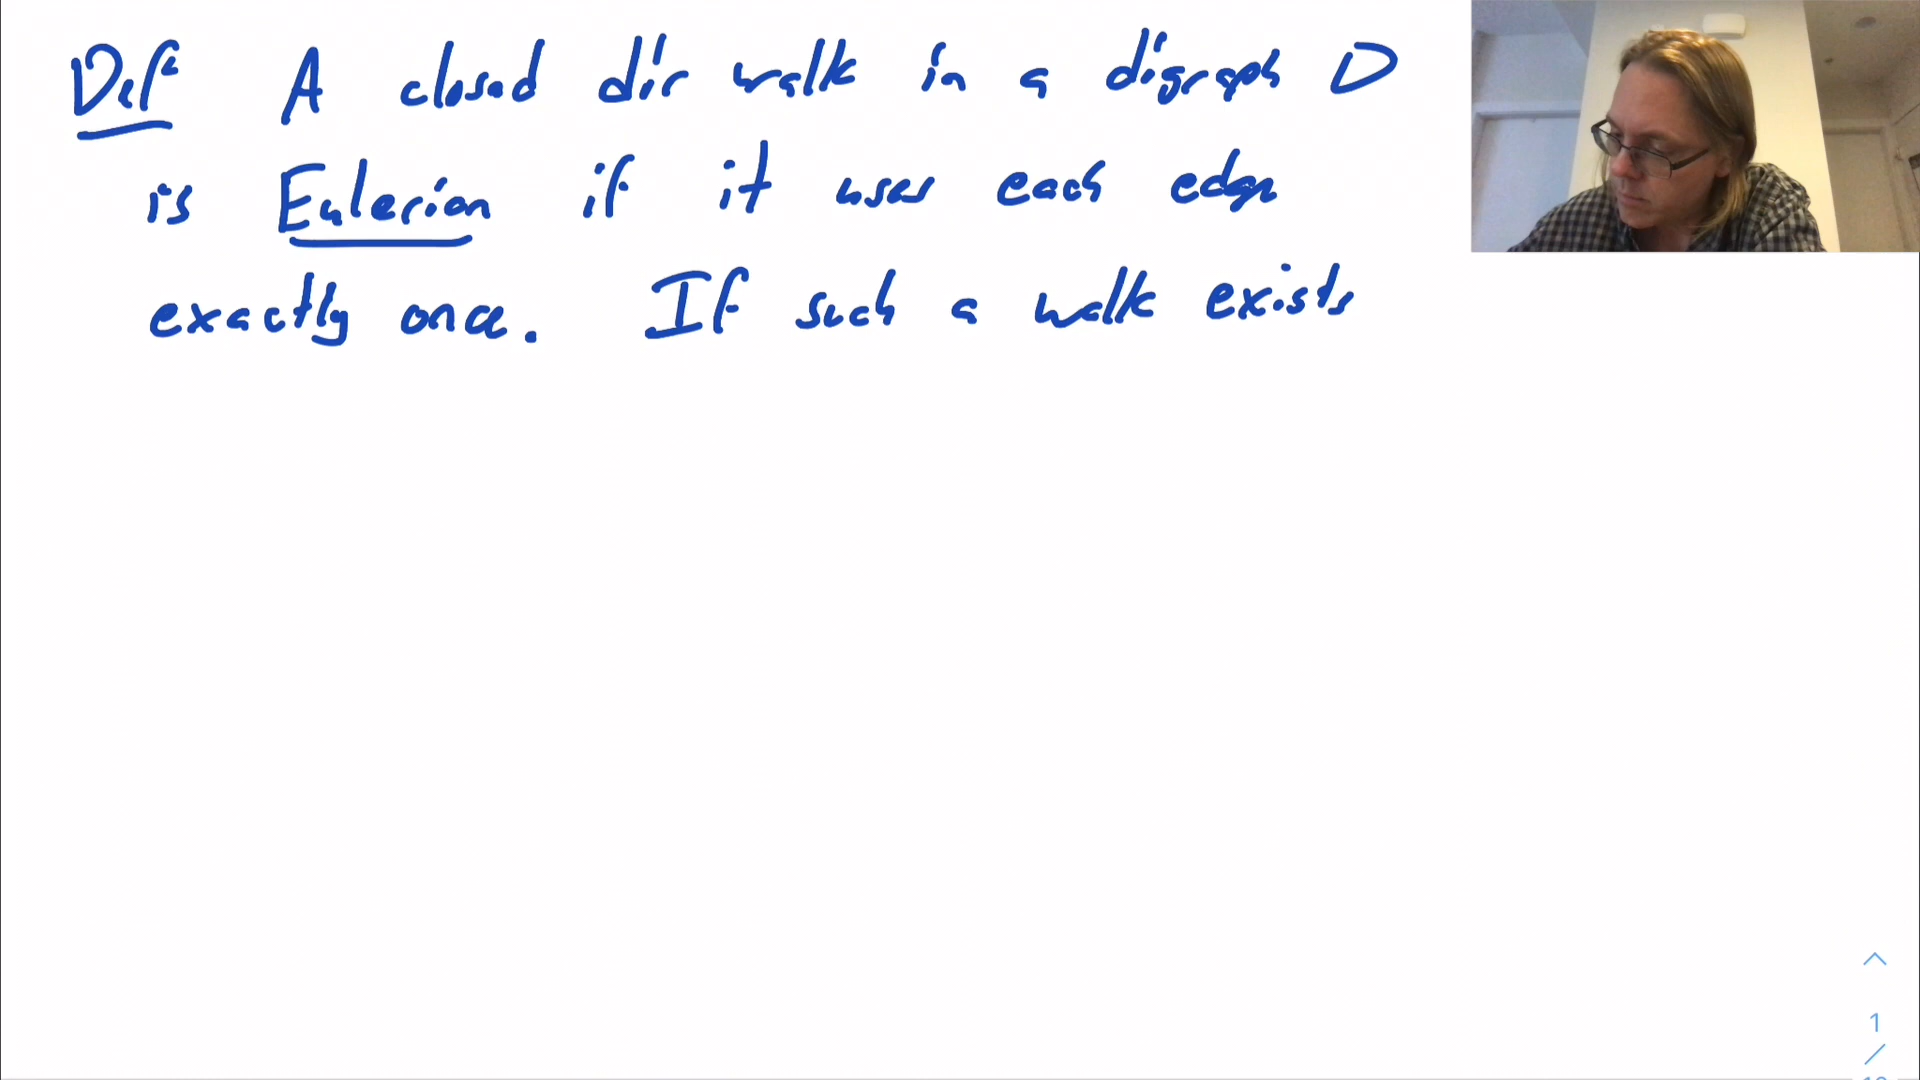 Def A closed dir walk in a digraph D
is Eulerian if it uses each edge
exactly once. If such a walk exists
1
/